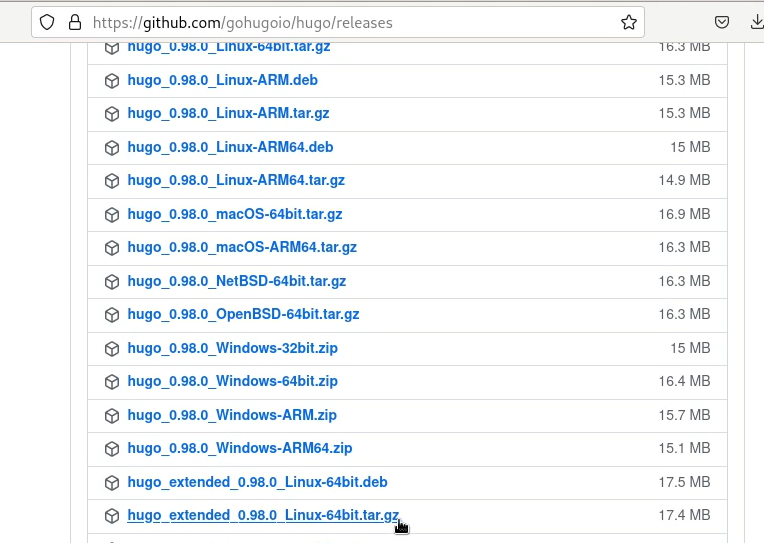 https://github.com/gohugoio/hugo/releases
hugo_0.98.0_Linux-64bit.tar.gz 16.3 MB
hugo_0.98.0_Linux-ARM.deb 15.3 MB
hugo_0.98.0_Linux-ARM.tar.gz 15.3 MB
hugo_0.98.0_Linux-ARM64.deb 15 MB
hugo_0.98.0_Linux-ARM64.tar.gz 14.9 MB
hugo_0.98.0_macOS-64bit.tar.gz 16.9 MB
hugo_0.98.0_macOS-ARM64.tar.gz 16.3 MB
hugo_0.98.0_NetBSD-64bit.tar.gz 16.3 MB
hugo_0.98.0_OpenBSD-64bit.tar.gz 16.3 MB
hugo_0.98.0_Windows-32bit.zip 15 MB
hugo_0.98.0_Windows-64bit.zip 16.4 MB
hugo_0.98.0_Windows-ARM.zip 15.7 MB
hugo_0.98.0_Windows-ARM64.zip 15.1 MB
hugo_extended_0.98.0_Linux-64bit.deb 17.5 MB
hugo_extended_0.98.0_Linux-64bit.tar.gz 17.4 MB